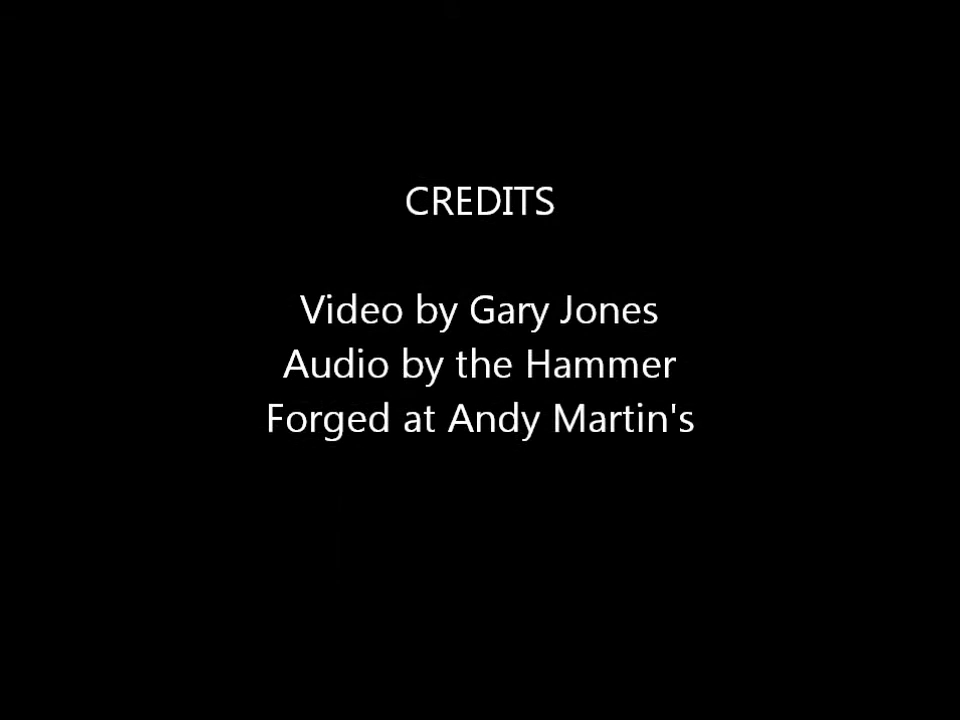 CREDITS
Video by Gary Jones
Audio by the Hammer
Forged at Andy Martin's